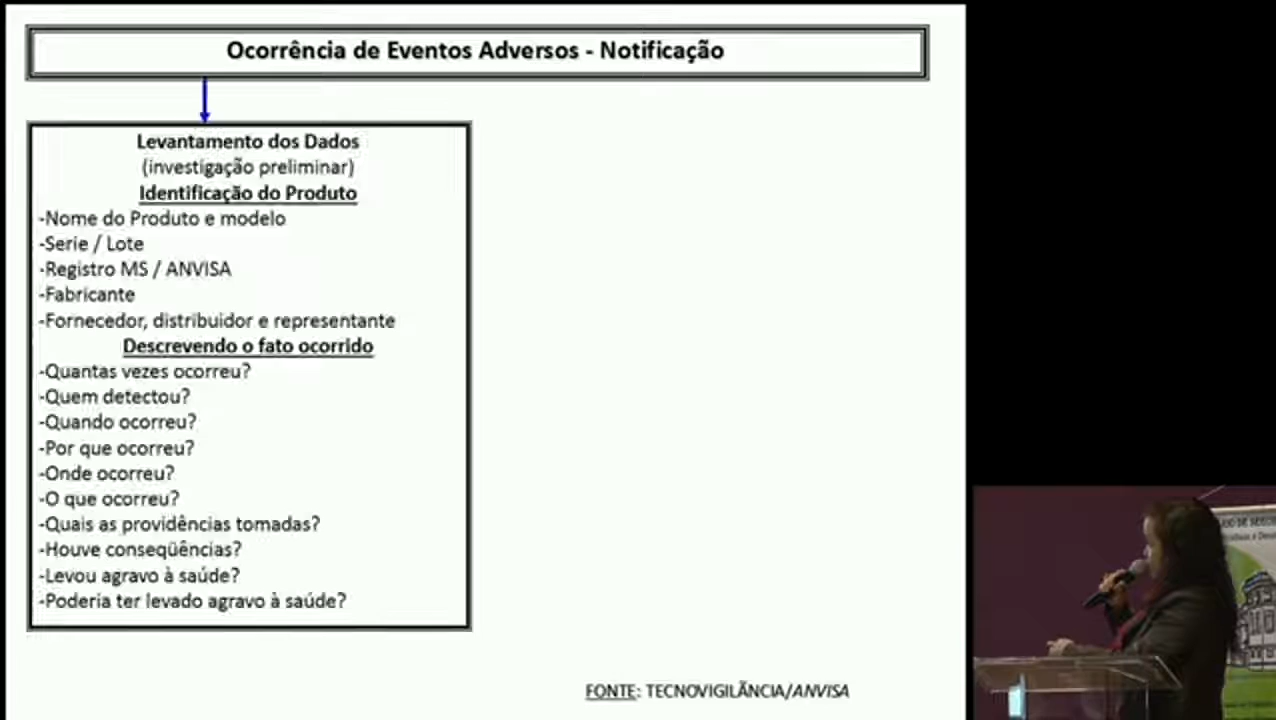 Ocorrência de Eventos Adversos - Notificação
Levantamento dos Dados
(investigação preliminar)
Identificação do Produto
-Nome do Produto e modelo
-Serie / Lote
-Registro MS / ANVISA
-Fabricante
-Fornecedor, distribuidor e representante
Descrevendo o fato ocorrido
-Quantas vezes ocorreu?
-Quem detectou?
-Quando ocorreu?
-Por que ocorreu?
-Onde ocorreu?
-O que ocorreu?
-Quais as providências tomadas?
-Houve conseqüências?
-Levou agravo à saúde?
-Poderia ter levado agravo à saúde?
FONTE: TECNOVIGILÃNCIA/ANVISA